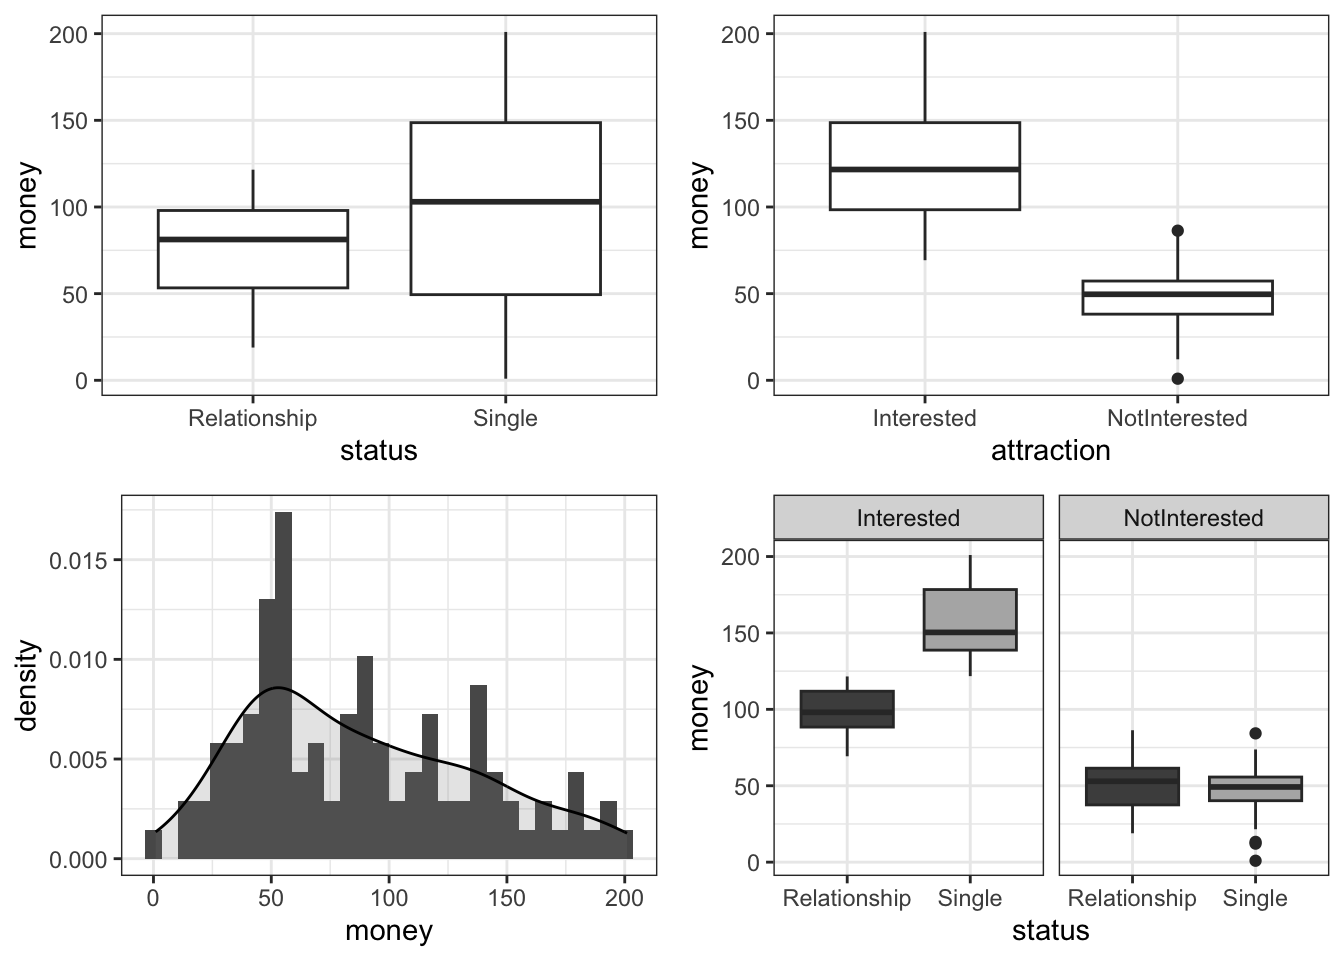 money
200
150
100
50
0
Relationship Single
status
money
200
150
100
50
0
Interested NotInterested
attraction
density
0.015
0.010
0.005
0.000
0 50 100 150 200
money
Interested NotInterested
money
200
150
100
50
0
Relationship Single Relationship Single
status